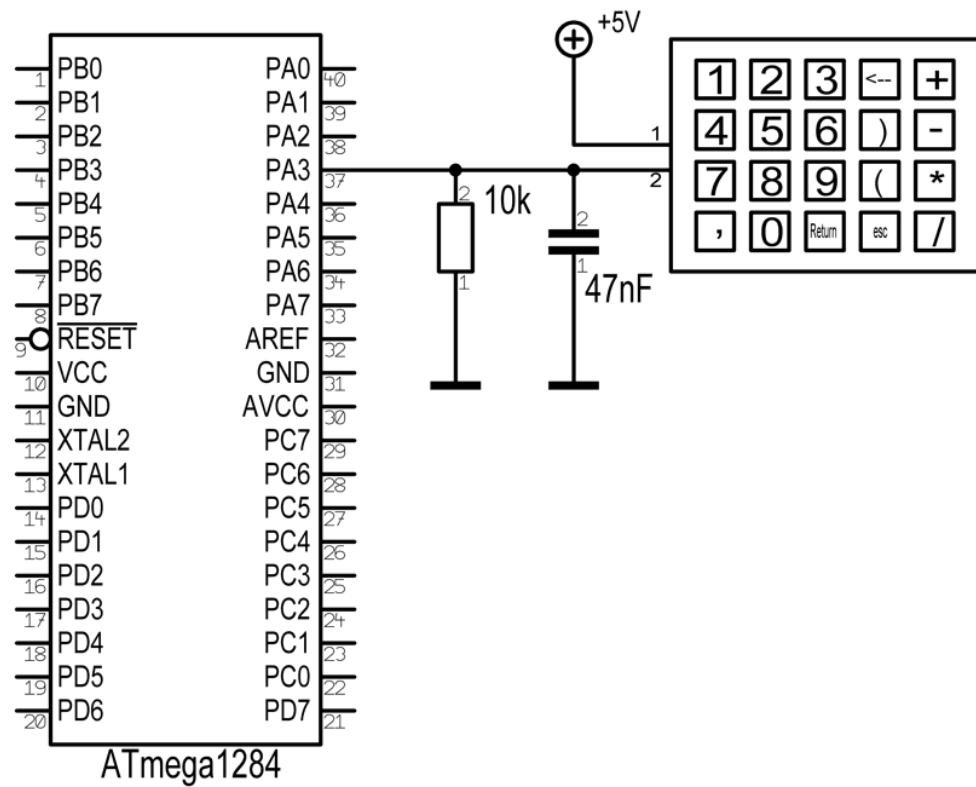 +5V
PB0 PA0
1 40
PB1 PA1
2 39
PB2 PA2
3 38
PB3 PA3
4 37
PB4 PA4
5 36
PB5 PA5
6 35
PB6 PA6
7 34
PB7 PA7
8 33
RESET AREF
9 32
VCC GND
10 31
GND AVCC
11 30
XTAL2 PC7
12 29
XTAL1 PC6
13 28
PD0 PC5
14 27
PD1 PC4
15 26
PD2 PC3
16 25
PD3 PC2
17 24
PD4 PC1
18 23
PD5 PC0
19 22
PD6 PD7
20 21
ATmega1284
2
10k
1
2
1
47nF
1
2
1 2 3 <-- +
4 5 6 ) -
7 8 9 ( *
, 0 Return esc /